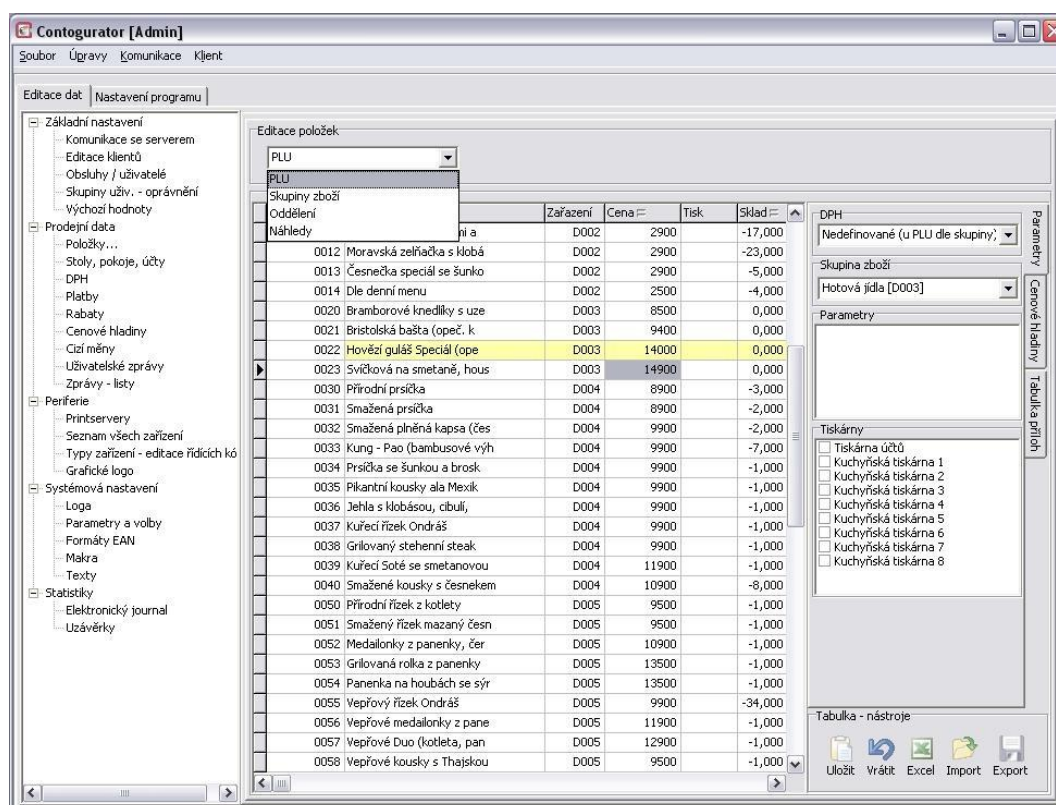 Contogurator [Admin]
Soubor Úpravy Komunikace Klient
Editace dat Nastavení programu
Základní nastavení
Komunikace se serverem
Editace klientů
Obsluhy / uživatelé
Skupiny uživ. - oprávnění
Výchozí hodnoty
Prodejní data
Položky...
Stoly, pokoje, účty
DPH
Platby
Rabaty
Cenové hladiny
Cizí měny
Uživatelské zprávy
Zprávy - listy
Periferie
Printservery
Seznam všech zařízení
Typy zařízení - editace řídících kó
Grafické logo
Systémová nastavení
Loga
Parametry a volby
Formáty EAN
Makra
Texty
Statistiky
Elektronický journal
Uzávěrky
Editace položek
PLU
PLU
Skupiny zboží
Oddělení
Náhledy
Zařazení Cena Tisk Sklad
mi a D002 2900 -17,000
0012 Moravská zelňačka s klobá D002 2900 -23,000
0013 Česnečka speciál se šunko D002 2900 -5,000
0014 Dle denní menu D002 2500 -4,000
0020 Bramborové knedlíky s uze D003 8500 0,000
0021 Bristolská bašta (opeč. k D003 9400 0,000
0022 Hovězí guláš Speciál (ope D003 14000 0,000
0023 Svíčková na smetaně, hous D003 14900 0,000
0030 Přírodní prsíčka D004 8900 -3,000
0031 Smažená prsíčka D004 8900 -2,000
0032 Smažená plněná kapsa (čes D004 9900 -2,000
0033 Kung - Pao (bambusové výh D004 9900 -7,000
0034 Prsíčka se šunkou a brosk D004 9900 -1,000
0035 Pikantní kousky ala Mexik D004 9900 -1,000
0036 Jehla s klobásou, cibulí, D004 9900 -1,000
0037 Kuřecí řízek Ondráš D004 9900 -1,000
0038 Grilovaný stehenní steak D004 9900 -1,000
0039 Kuřecí Soté se smetanovou D004 11900 -1,000
0040 Smažené kousky s česnekem D004 10900 -8,000
0050 Přírodní řízek z kotlety D005 9500 -1,000
0051 Smažený řízek mazaný česn D005 9500 -1,000
0052 Medailonky z panenky, čer D005 10900 -1,000
0053 Grilovaná rolka z panenky D005 13500 -1,000
0054 Panenka na houbách se sýr D005 13500 -1,000
0055 Vepřový řízek Ondráš D005 9900 -34,000
0056 Vepřové medailonky z pane D005 11900 -1,000
0057 Vepřové Duo (kotleta, pan D005 12900 -1,000
0058 Vepřové kousky s Thajskou D005 9500 -1,000
DPH
Nedefinované (u PLU dle skupiny)
Skupina zboží
Hotová jídla [D003]
Parametry
Tiskárny
Tiskárna účtů
Kuchyňská tiskárna 1
Kuchyňská tiskárna 2
Kuchyňská tiskárna 3
Kuchyňská tiskárna 4
Kuchyňská tiskárna 5
Kuchyňská tiskárna 6
Kuchyňská tiskárna 7
Kuchyňská tiskárna 8
Parametry
Cenové hladiny
Tabulka příloh
Tabulka - nástroje
Uložit Vrátit Excel Import Export